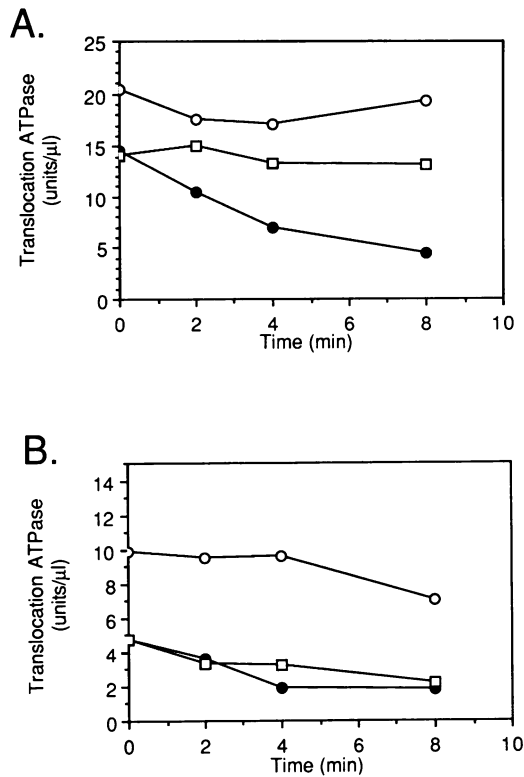 A.
Translocation ATPase
(units/µl)
25
20
15
10
5
0
0 2 4 6 8 10
Time (min)
B.
Translocation ATPase
(units/µl)
14
12
10
8
6
4
2
0
0 2 4 6 8 10
Time (min)